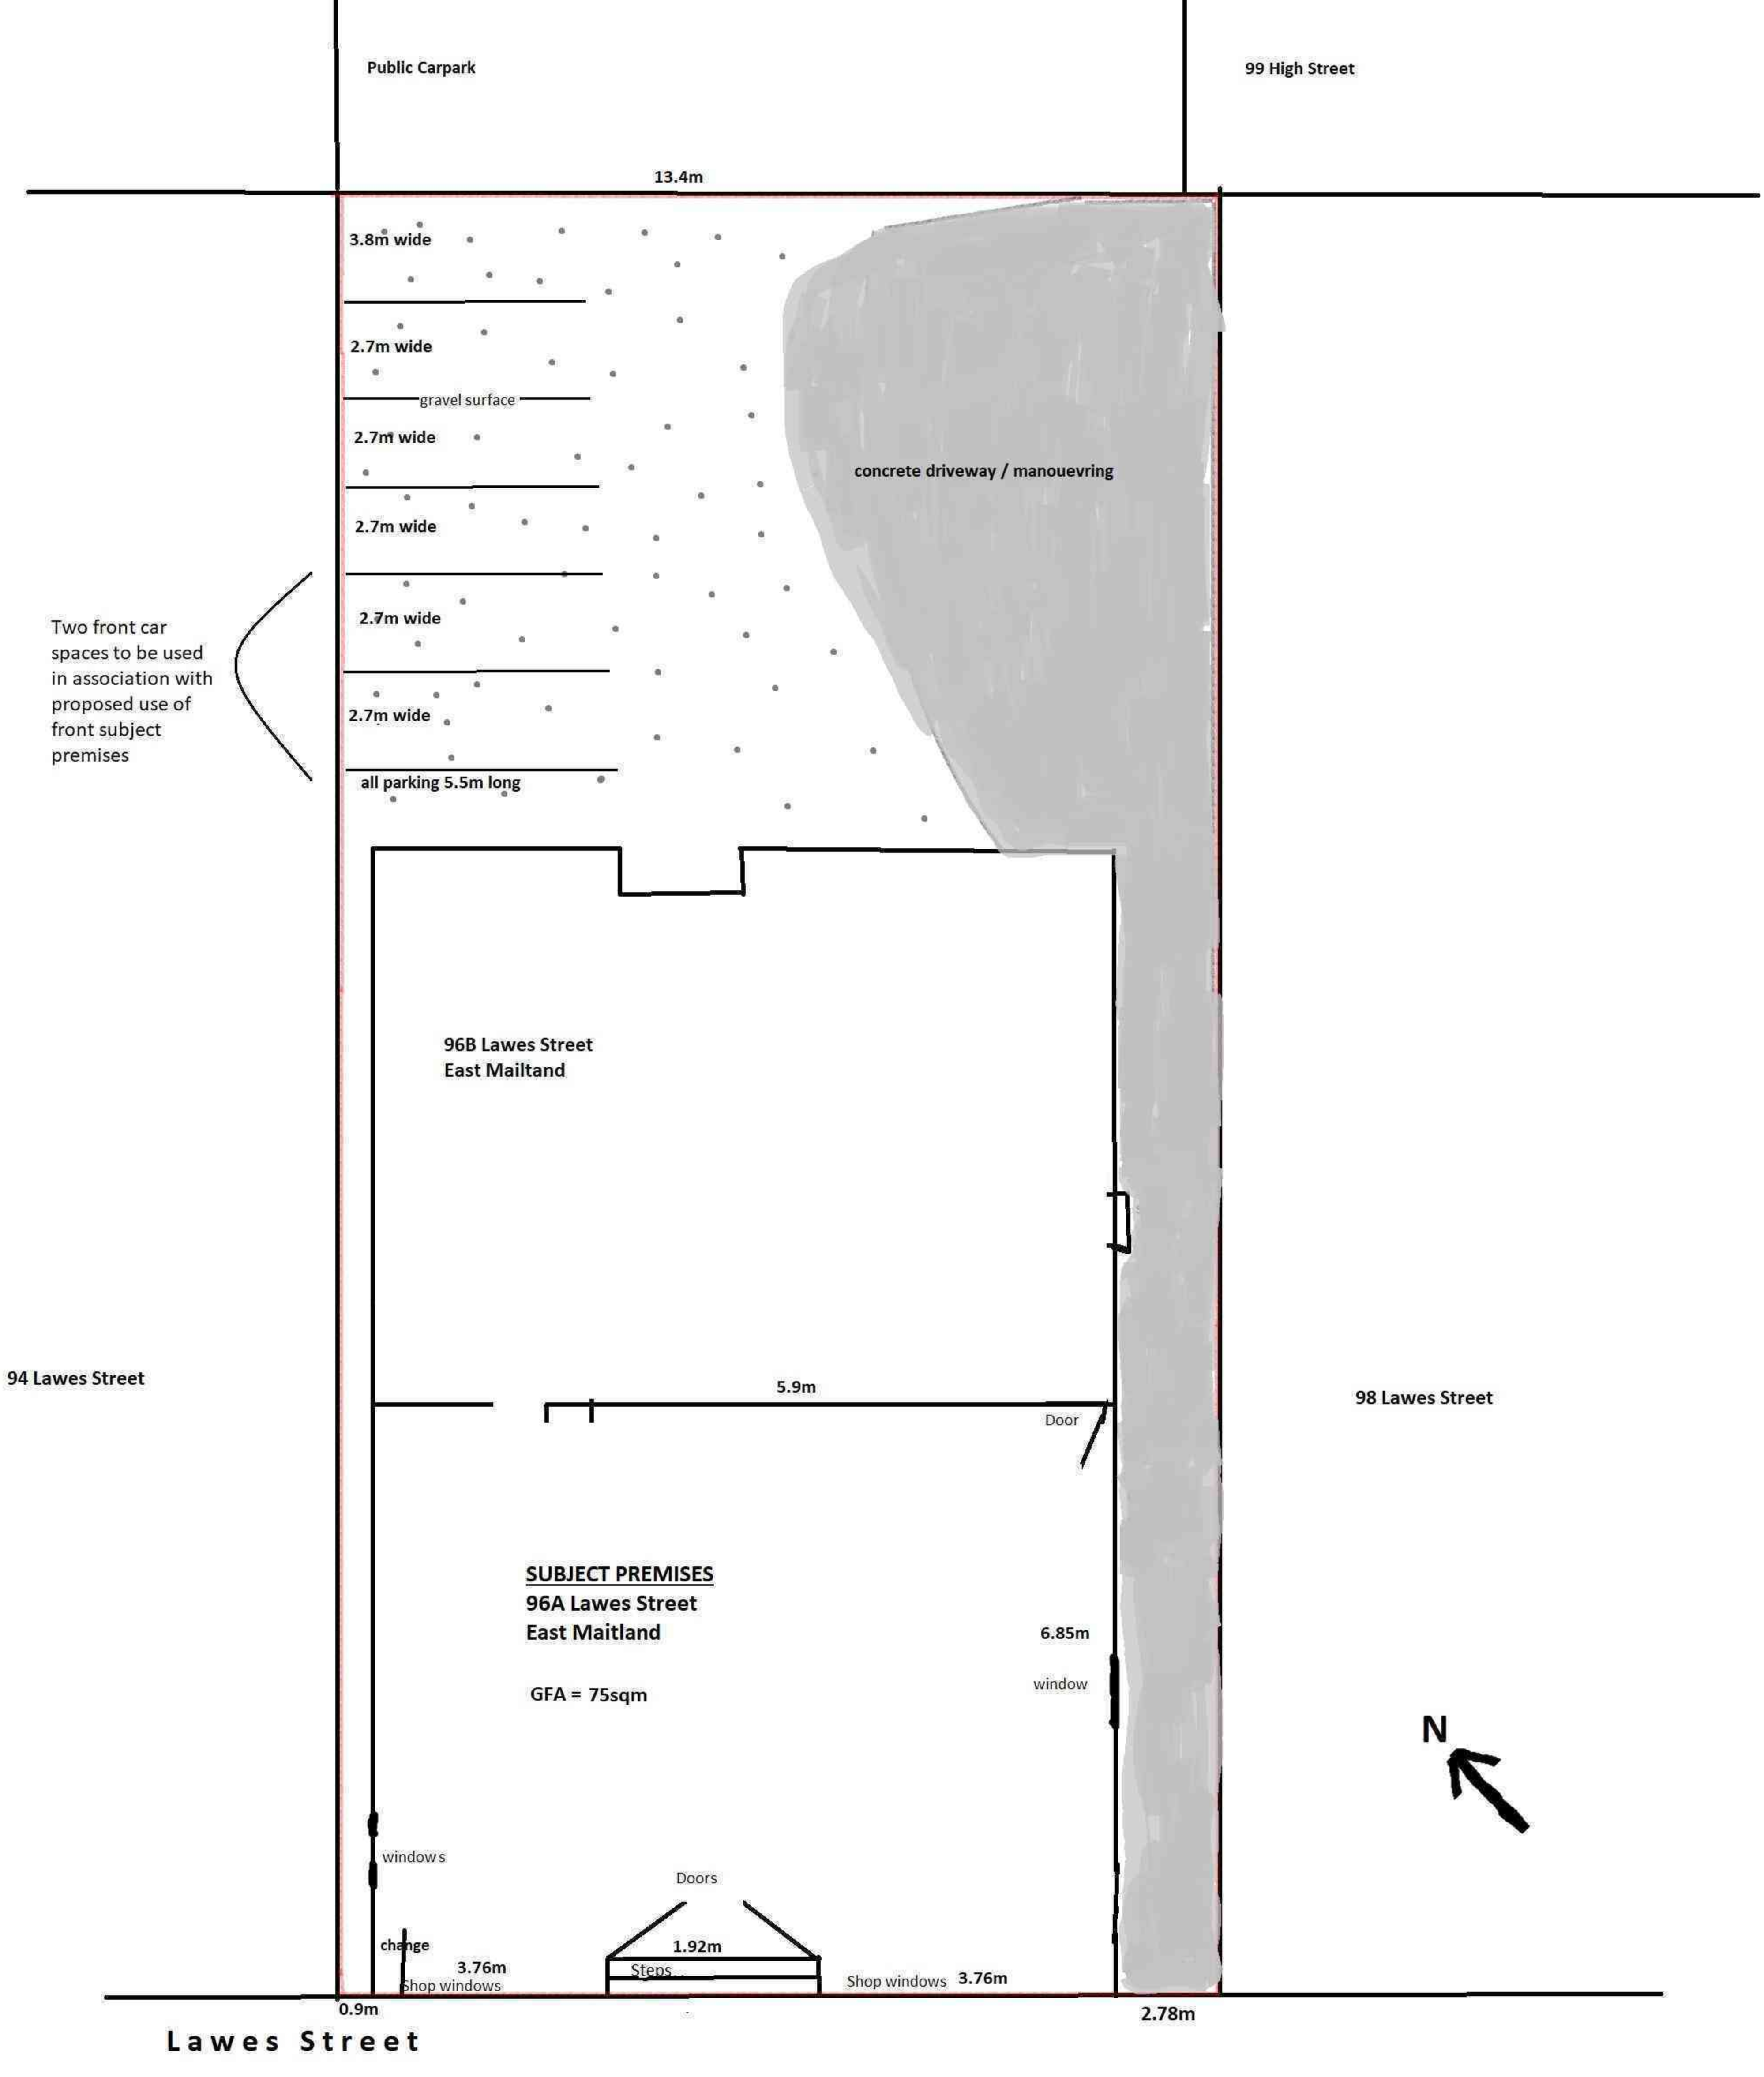 Public Carpark
99 High Street
13.4m
3.8m wide
2.7m wide
gravel surface
2.7m wide
concrete driveway / manouevring
2.7m wide
2.7m wide
Two front car
spaces to be used
in association with
proposed use of
front subject
premises
2.7m wide
all parking 5.5m long
96B Lawes Street
East Mailtand
94 Lawes Street
5.9m
98 Lawes Street
Door
SUBJECT PREMISES
96A Lawes Street
East Maitland
6.85m
window
GFA = 75sqm
N
windows
Doors
change
1.92m
3.76m
Steps
Shop windows
Shop windows 3.76m
0.9m
2.78m
Lawes Street